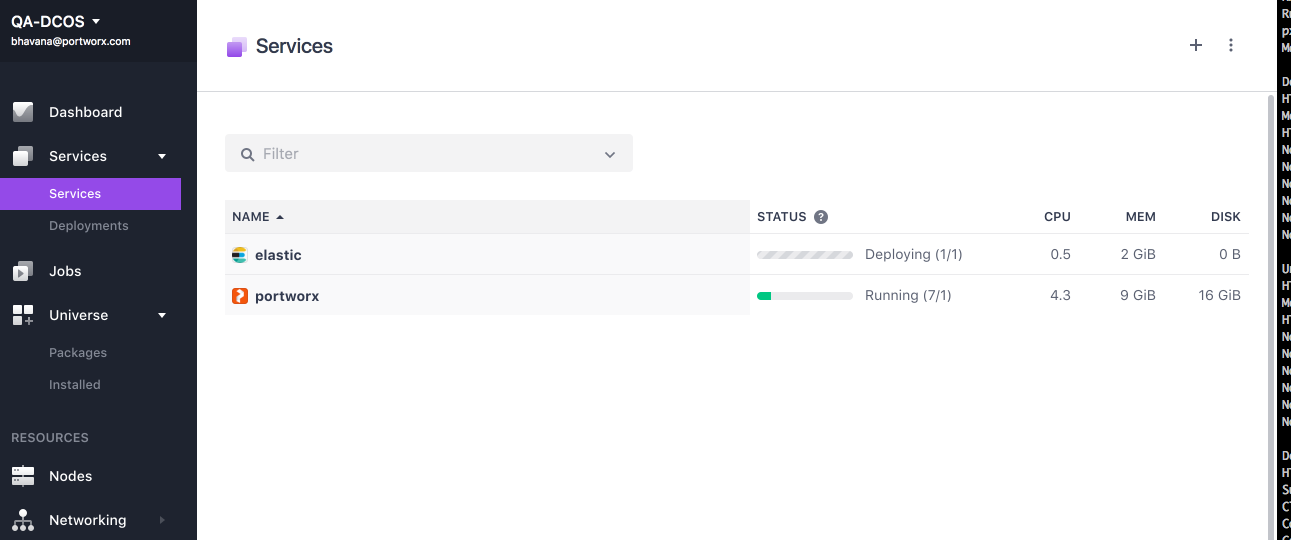 QA-DCOS
bhavana@portworx.com
Dashboard
Services
Services
Deployments
Jobs
Universe
Packages
Installed
RESOURCES
Nodes
Networking
Services
Filter
NAME STATUS ? CPU MEM DISK
elastic Deploying (1/1) 0.5 2 GiB 0 B
portworx Running (7/1) 4.3 9 GiB 16 GiB